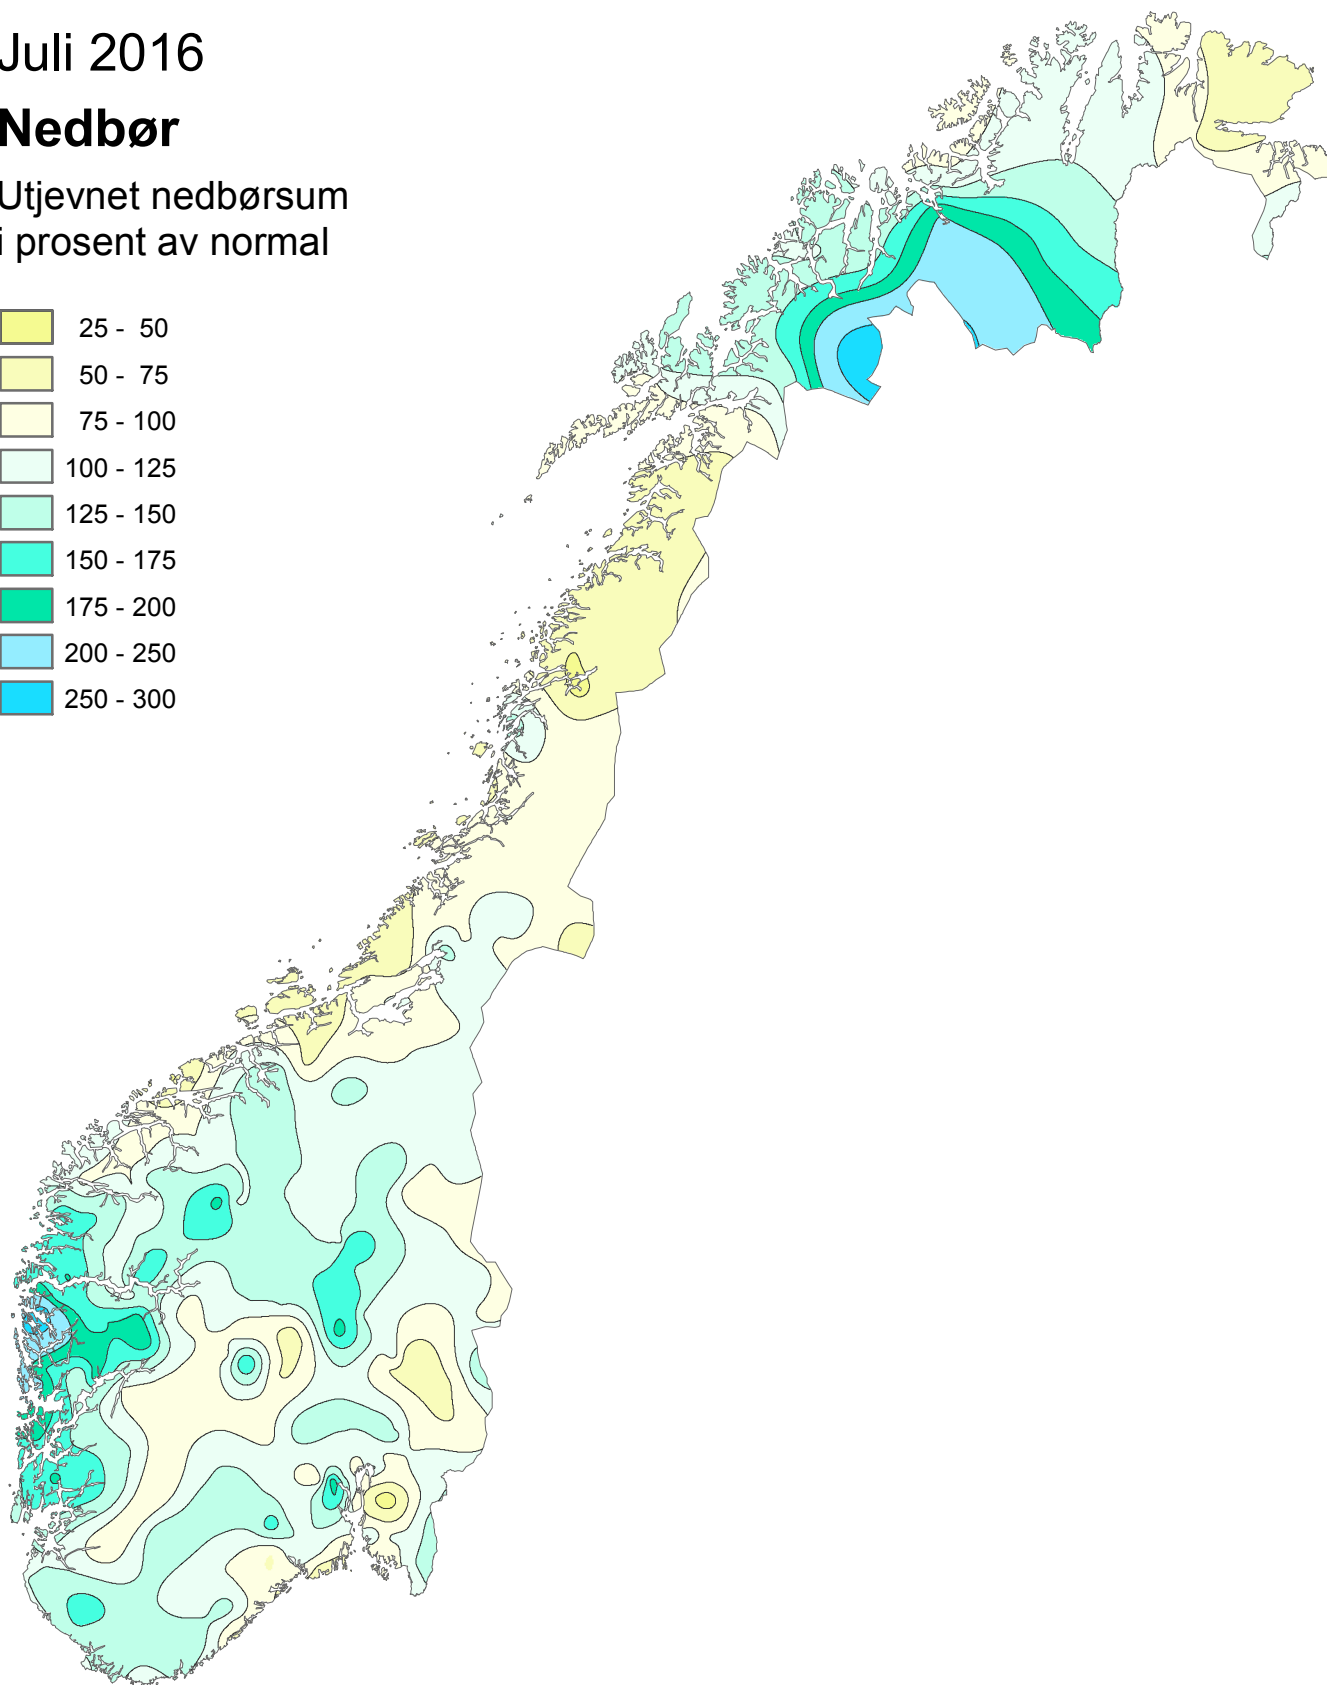 Juli 2016
Nedbør
Utjevnet nedbørsum
i prosent av normal
25 - 50
50 - 75
75 - 100
100 - 125
125 - 150
150 - 175
175 - 200
200 - 250
250 - 300